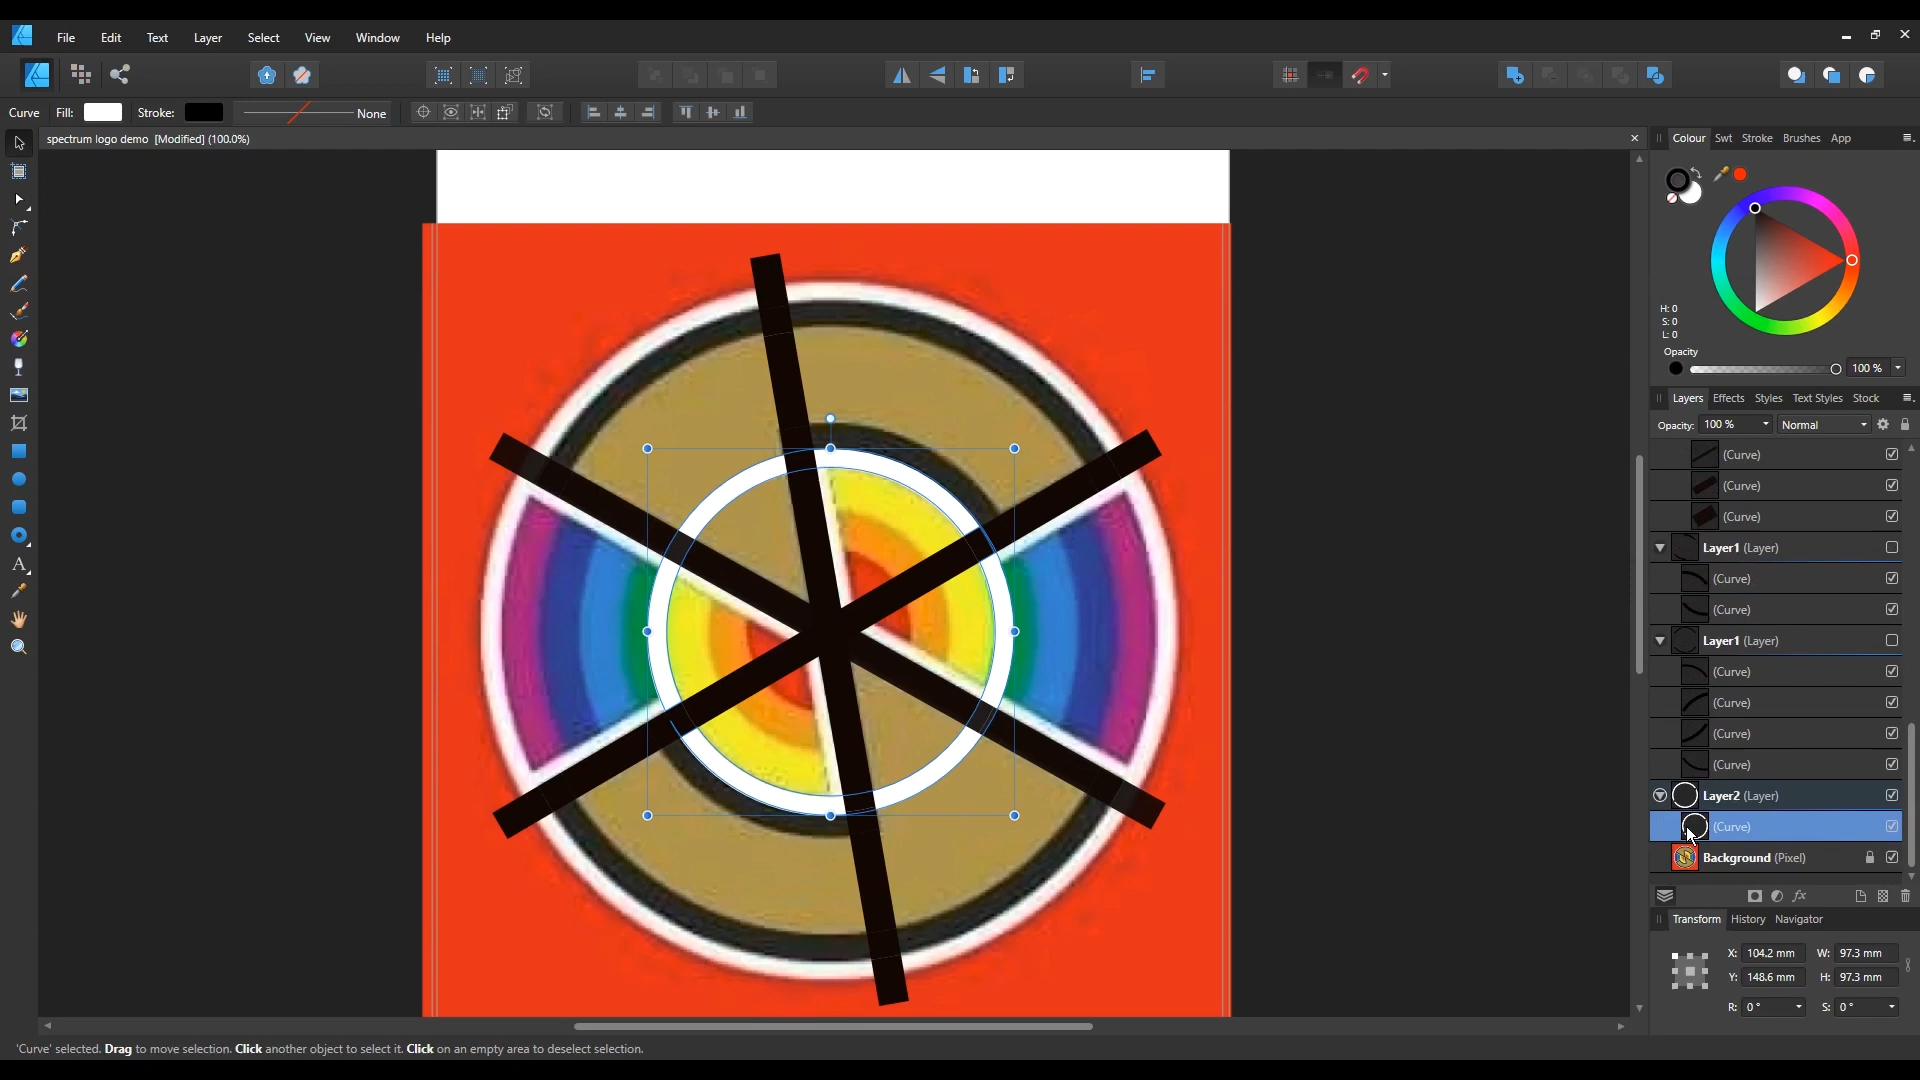 File Edit Text Layer Select View Window Help
Curve Fill: Stroke: None
spectrum logo demo [Modified] (100.0%)
Colour Swt Stroke Brushes App
H: 0
S: 0
L: 0
Opacity
100 %
Layers Effects Styles Text Styles Stock
Opacity: 100 % Normal
(Curve)
(Curve)
(Curve)
Layer1 (Layer)
(Curve)
(Curve)
Layer1 (Layer)
(Curve)
(Curve)
(Curve)
(Curve)
Layer2 (Layer)
(Curve)
Background (Pixel)
fx
Transform History Navigator
X: 104.2 mm W: 97.3 mm
Y: 148.6 mm H: 97.3 mm
R: 0 ° S: 0 °
'Curve' selected. Drag to move selection. Click another object to select it. Click on an empty area to deselect selection.